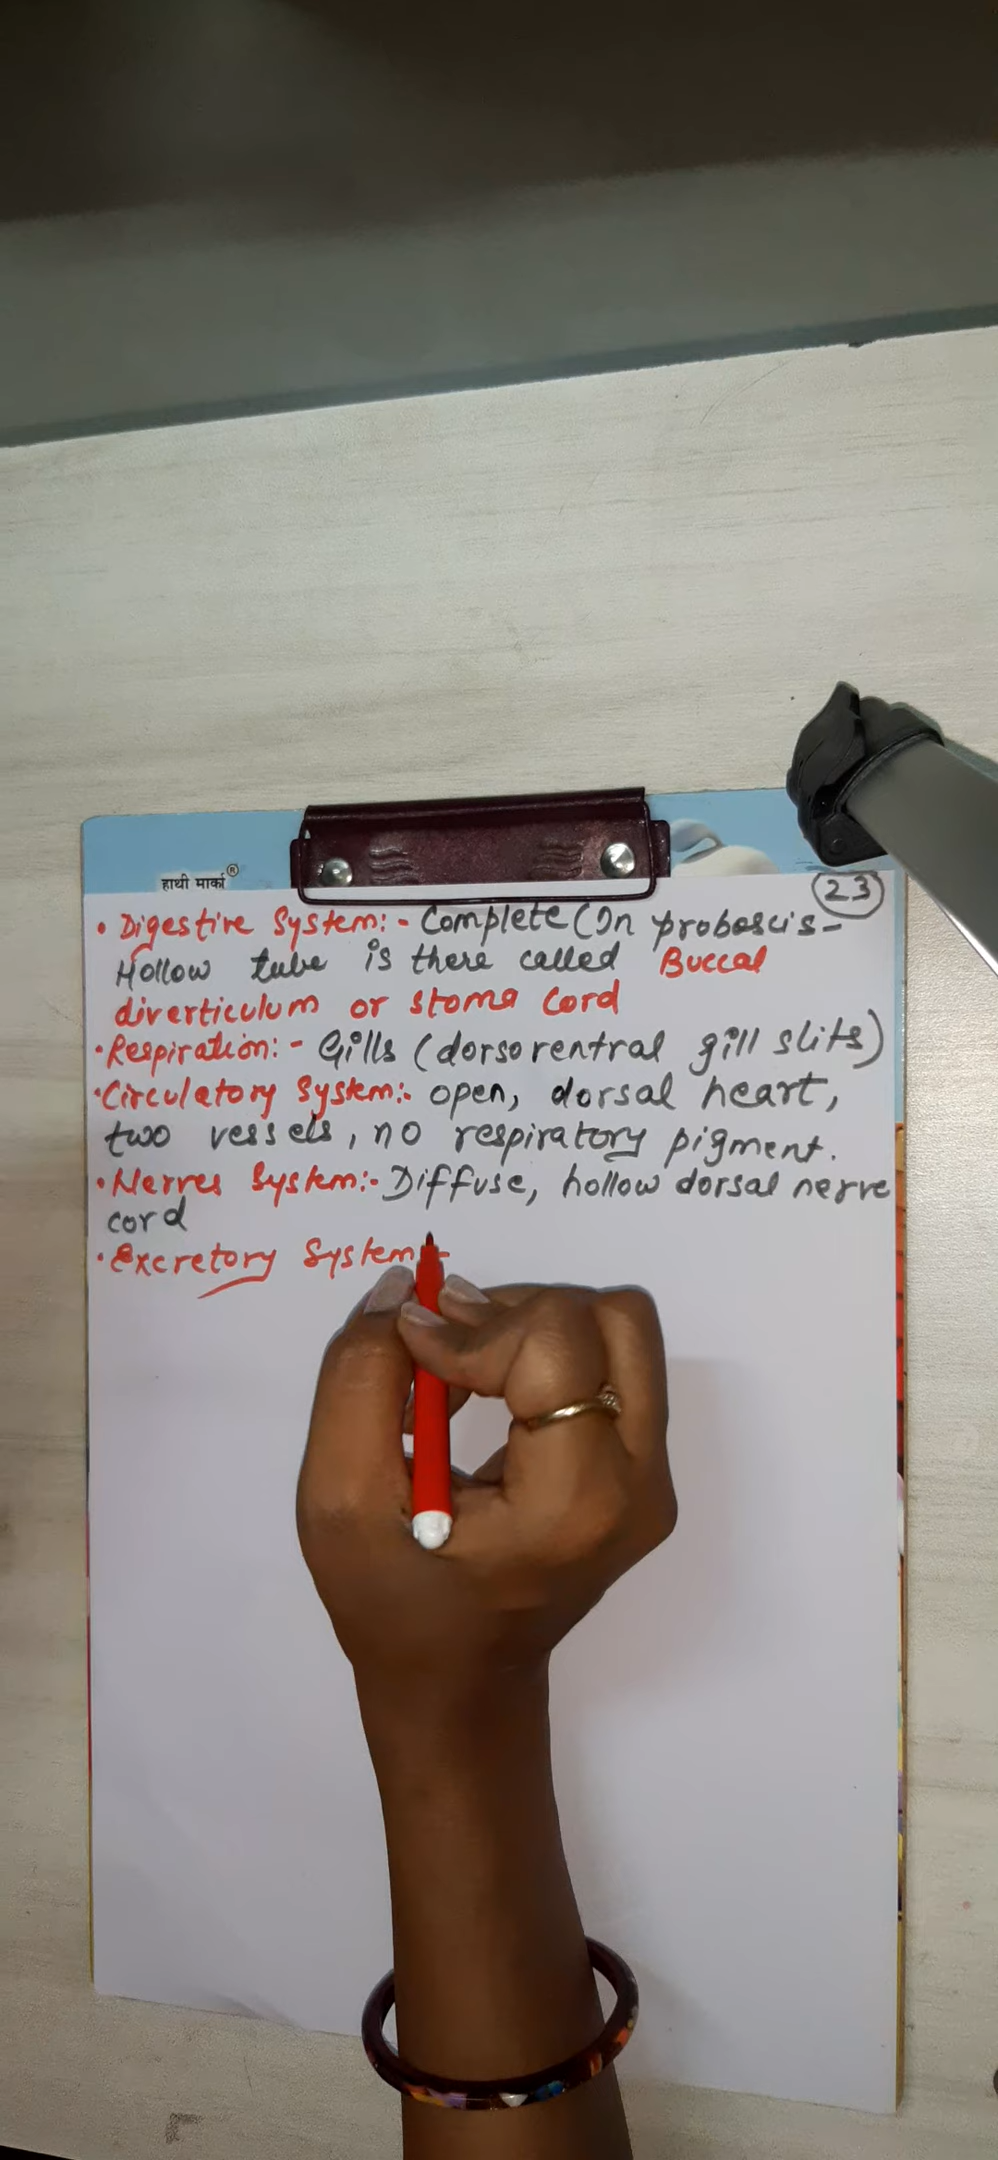 हाथी मार्का ®
23
• Digestive System:- Complete (In proboscis-
Hollow tube is there called Buccal
diverticulum or stoma cord
• Respiration:- Gills (dorsoventral gill slits)
• Circulatory System:- open, dorsal heart,
two vessels, no respiratory pigment.
• Nerves System:- Diffuse, hollow dorsal nerve
cord
• Excretory System:-